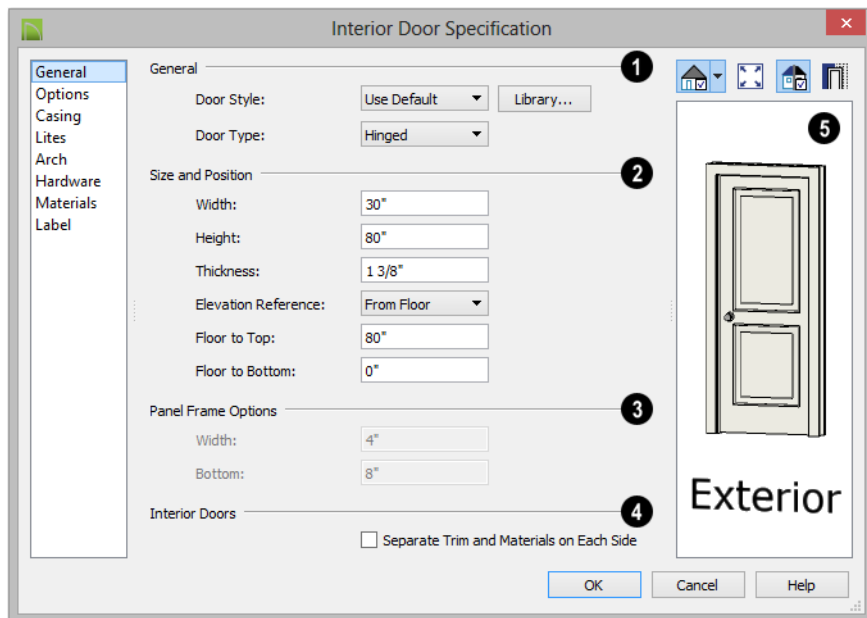 Interior Door Specification
General
Options
Casing
Lites
Arch
Hardware
Materials
Label
General 1
Door Style: Use Default Library...
Door Type: Hinged
Size and Position 2
Width: 30"
Height: 80"
Thickness: 1 3/8"
Elevation Reference: From Floor
Floor to Top: 80"
Floor to Bottom: 0"
Panel Frame Options 3
Width: 4"
Bottom: 8"
Interior Doors 4
Separate Trim and Materials on Each Side
5
Exterior
OK Cancel Help